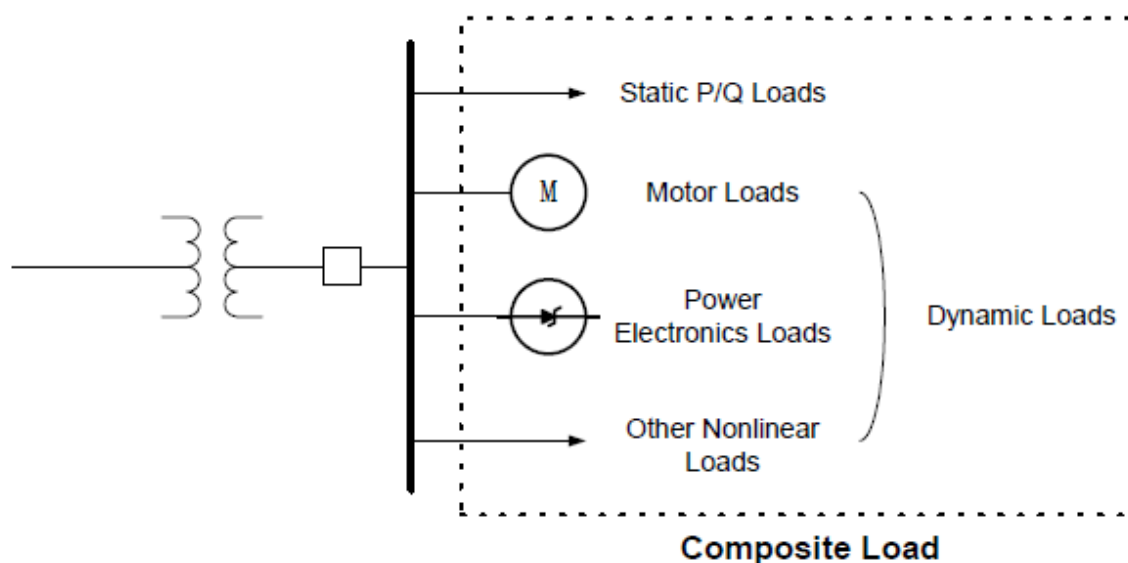 Static P/Q Loads
M
Motor Loads
Power
Electronics Loads
Dynamic Loads
Other Nonlinear
Loads
Composite Load